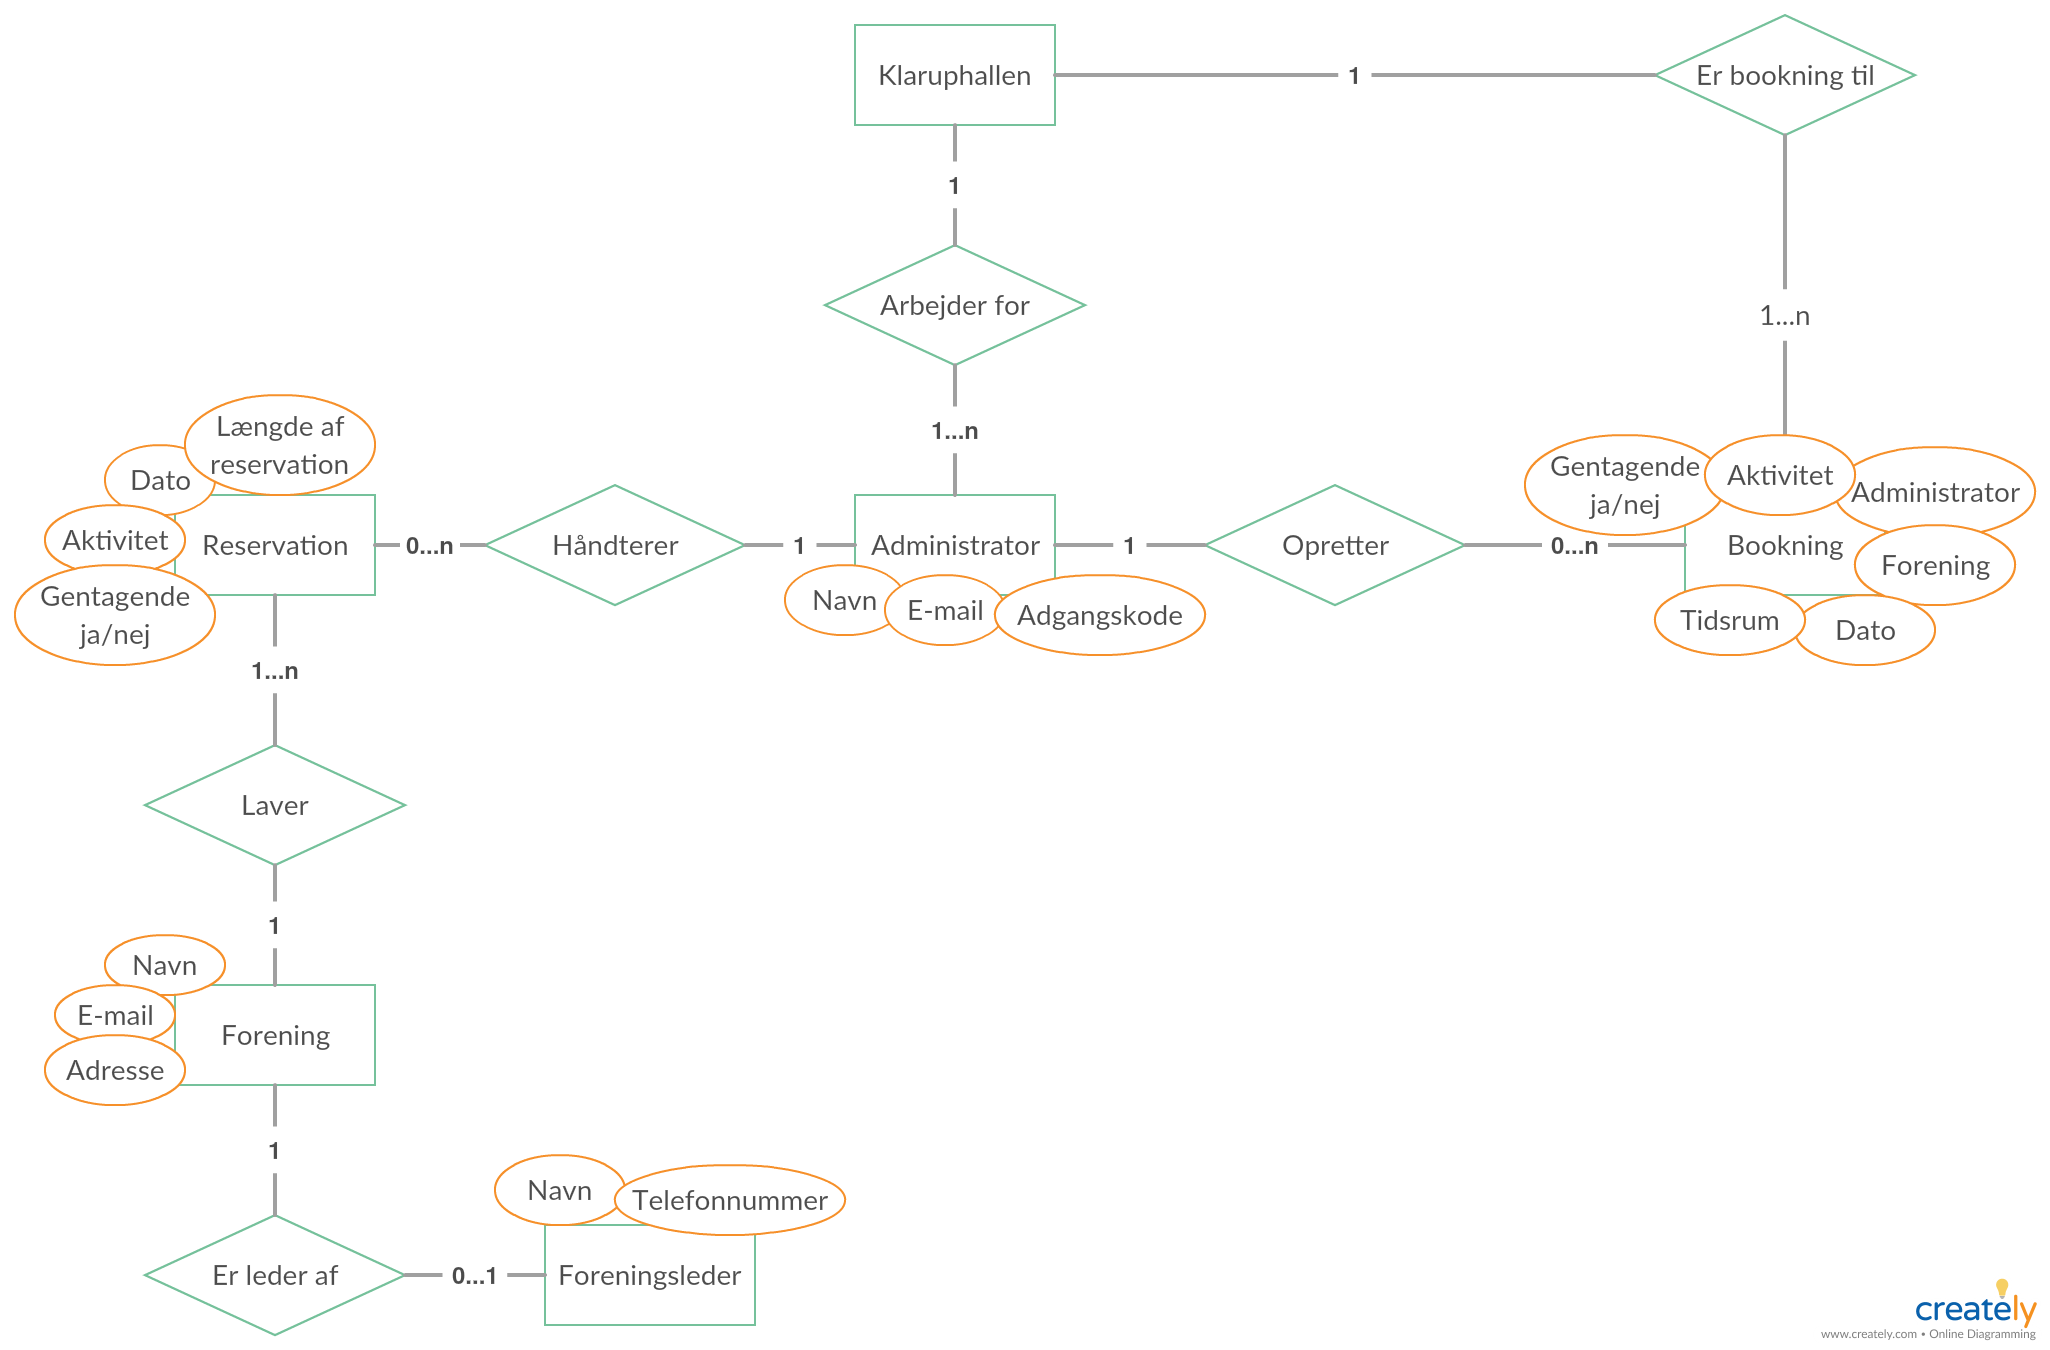 Klaruphallen
1
Er bookning til
1
Arbejder for
1...n
1...n
Længde af
reservation
Dato
Aktivitet
Gentagende
ja/nej
Reservation
0...n
Håndterer
1
Administrator
Navn
E-mail
Adgangskode
1
Opretter
0...n
Gentagende
ja/nej
Aktivitet
Administrator
Bookning
Forening
Tidsrum
Dato
1...n
Laver
1
Navn
E-mail
Adresse
Forening
1
Er leder af
0...1
Navn
Telefonnummer
Foreningsleder
creately
www.creately.com • Online Diagramming